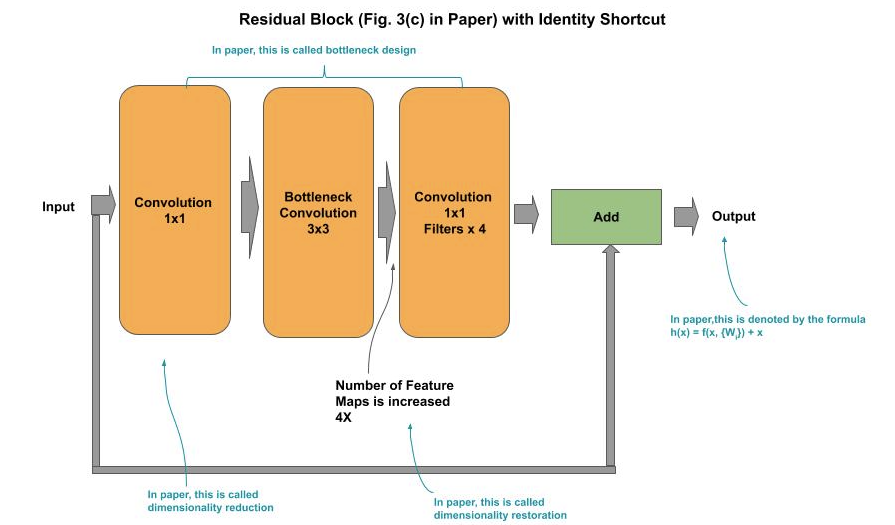 Residual Block (Fig. 3(c) in Paper) with Identity Shortcut
In paper, this is called bottleneck design
Input
Convolution
1x1
Bottleneck
Convolution
3x3
Convolution
1x1
Filters x 4
Add
Output
In paper,this is denoted by the formula
h(x) = f(x, {Wᵢ}) + x
Number of Feature
Maps is increased
4X
In paper, this is called
dimensionality reduction
In paper, this is called
dimensionality restoration